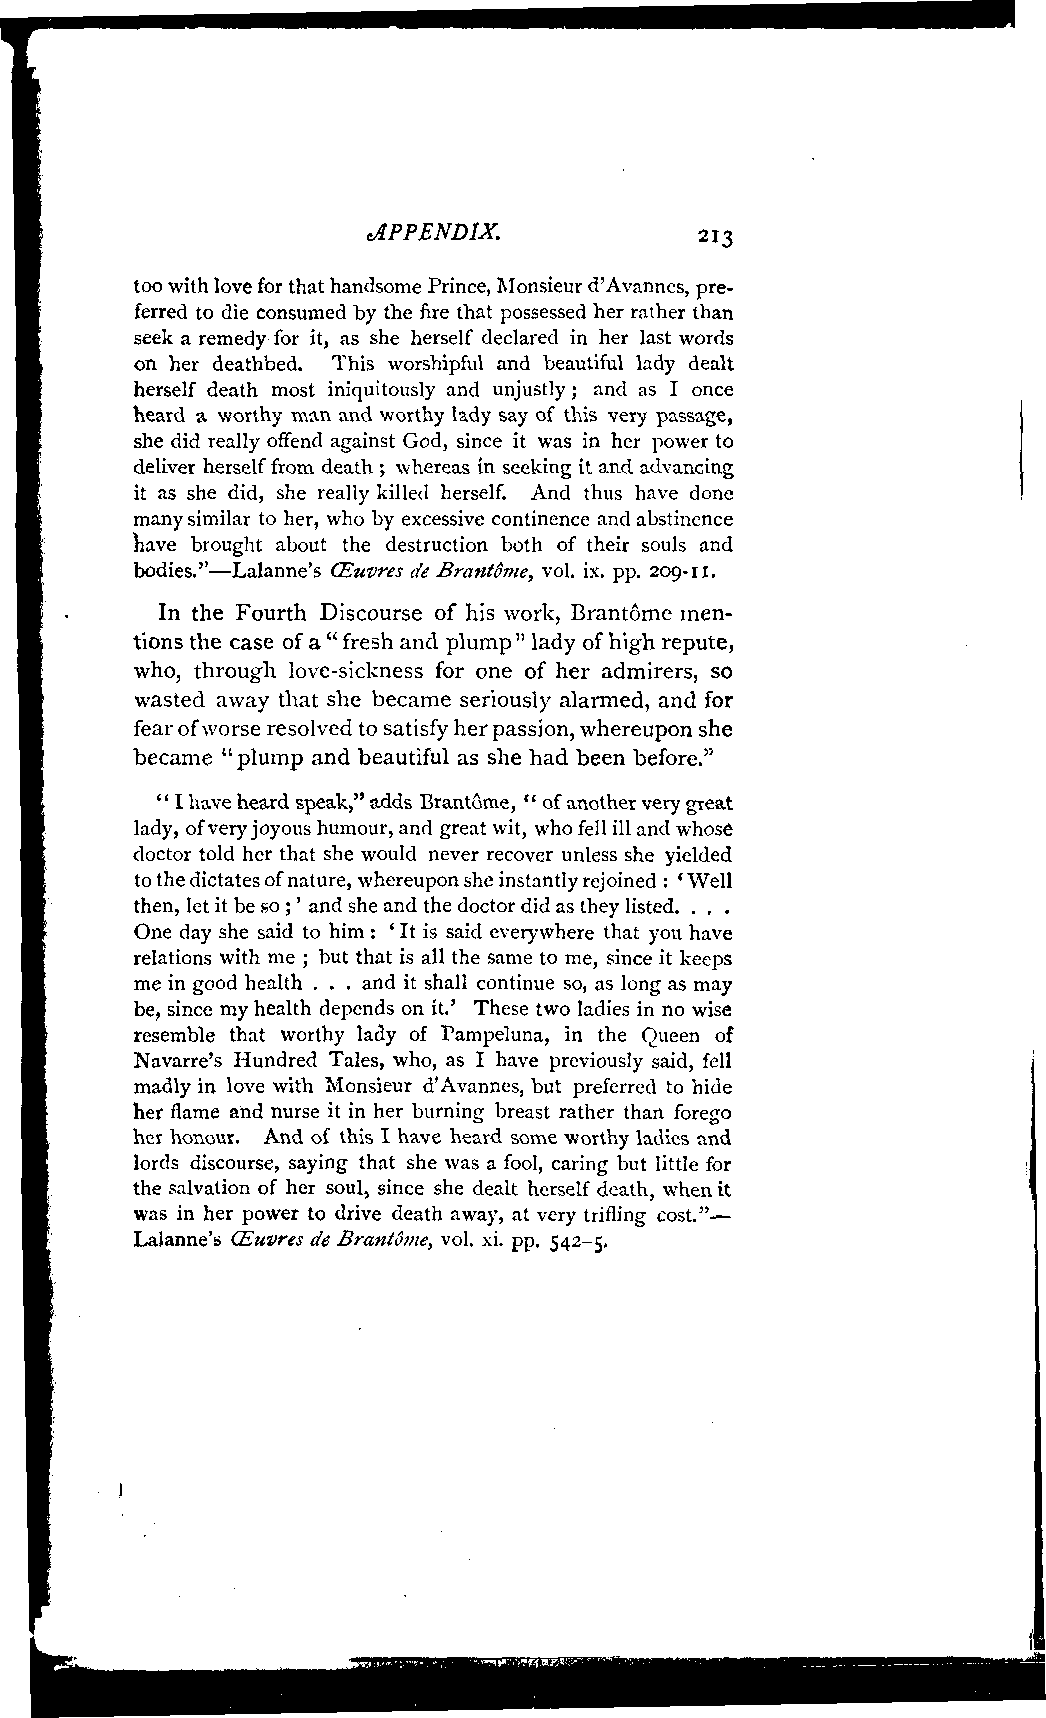 APPENDIX. 213
too with love for that handsome Prince, Monsieur d'Avannes, pre-
ferred to die consumed by the fire that possessed her rather than
seek a remedy for it, as she herself declared in her last words
on her deathbed. This worshipful and beautiful lady dealt
herself death most iniquitously and unjustly ; and as I once
heard a worthy man and worthy lady say of this very passage,
she did really offend against God, since it was in her power to
deliver herself from death ; whereas in seeking it and advancing
it as she did, she really killed herself. And thus have done
many similar to her, who by excessive continence and abstinence
have brought about the destruction both of their souls and
bodies."—Lalanne's Œuvres de Brantôme, vol. ix. pp. 209-11.
In the Fourth Discourse of his work, Brantôme men-
tions the case of a "fresh and plump" lady of high repute,
who, through love-sickness for one of her admirers, so
wasted away that she became seriously alarmed, and for
fear of worse resolved to satisfy her passion, whereupon she
became "plump and beautiful as she had been before."
"I have heard speak," adds Brantôme, "of another very great
lady, of very joyous humour, and great wit, who fell ill and whose
doctor told her that she would never recover unless she yielded
to the dictates of nature, whereupon she instantly rejoined : 'Well
then, let it be so ;' and she and the doctor did as they listed. . . .
One day she said to him : 'It is said everywhere that you have
relations with me ; but that is all the same to me, since it keeps
me in good health . . . and it shall continue so, as long as may
be, since my health depends on it.' These two ladies in no wise
resemble that worthy lady of Pampeluna, in the Queen of
Navarre's Hundred Tales, who, as I have previously said, fell
madly in love with Monsieur d'Avannes, but preferred to hide
her flame and nurse it in her burning breast rather than forego
her honour. And of this I have heard some worthy ladies and
lords discourse, saying that she was a fool, caring but little for
the salvation of her soul, since she dealt herself death, when it
was in her power to drive death away, at very trifling cost."—
Lalanne's Œuvres de Brantôme, vol. xi. pp. 542–5.